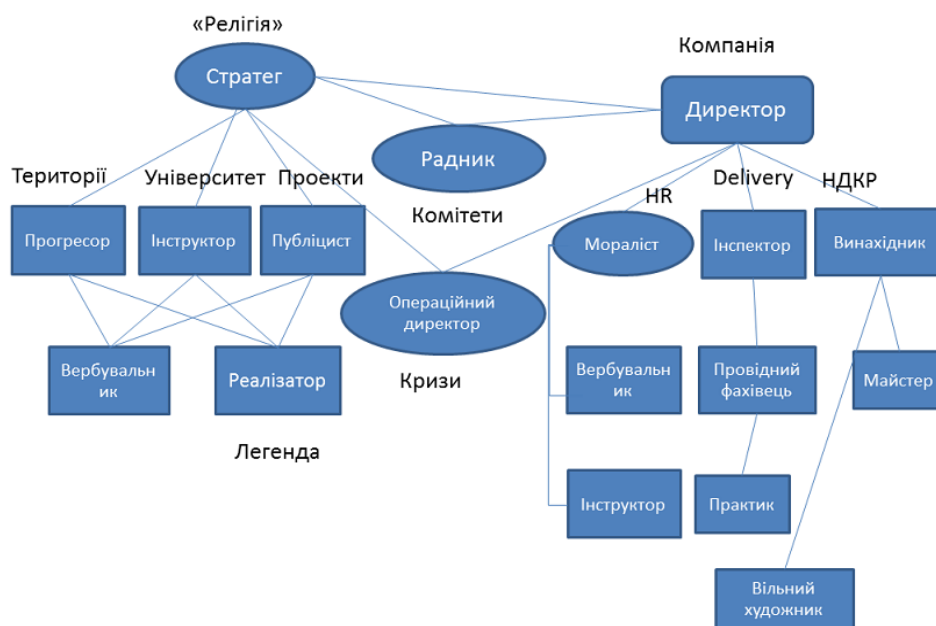 «Релігія»
Стратег
Компанія
Директор
Радник
Території
Університет
Проекти
Комітети
HR
Delivery
НДКР
Прогресор
Інструктор
Публіцист
Мораліст
Інспектор
Винахідник
Операційний
директор
Вербувальн
ик
Реалізатор
Кризи
Вербувальн
ик
Провідний
фахівець
Майстер
Легенда
Інструктор
Практик
Вільний
художник